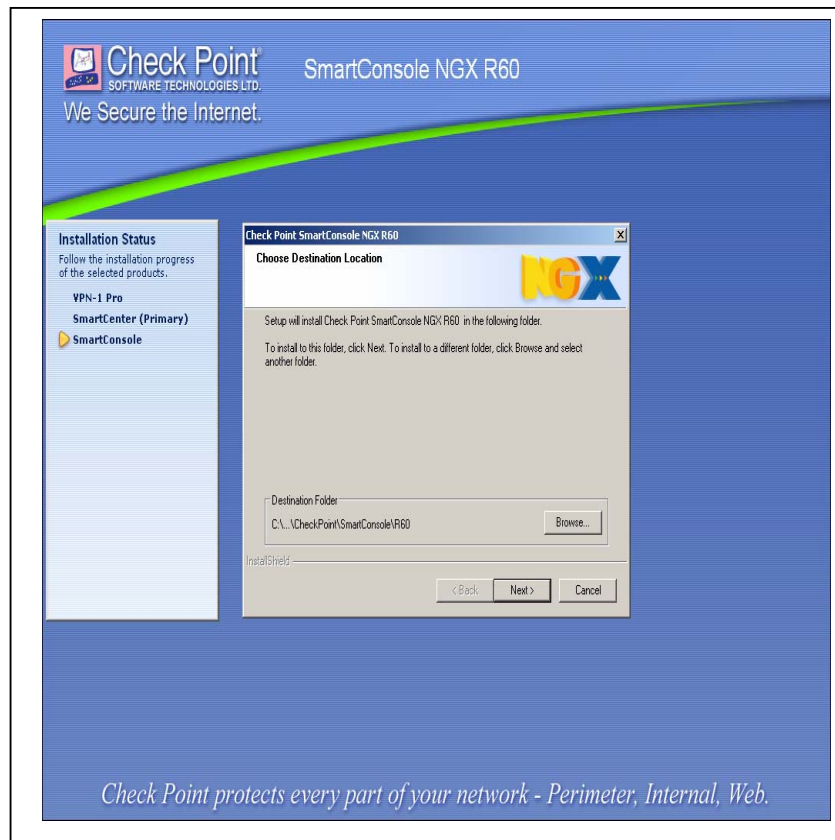 Check Point
SOFTWARE TECHNOLOGIES LTD.
We Secure the Internet.
SmartConsole NGX R60
Installation Status
Follow the installation progress
of the selected products.
VPN-1 Pro
SmartCenter (Primary)
SmartConsole
Check Point SmartConsole NGX R60
Choose Destination Location
NGX
Setup will install Check Point SmartConsole NGX R60 in the following folder.
To install to this folder, click Next. To install to a different folder, click Browse and select
another folder.
Destination Folder
C:\...\CheckPoint\SmartConsole\R60
Browse...
InstallShield
< Back
Next >
Cancel
Check Point protects every part of your network - Perimeter, Internal, Web.